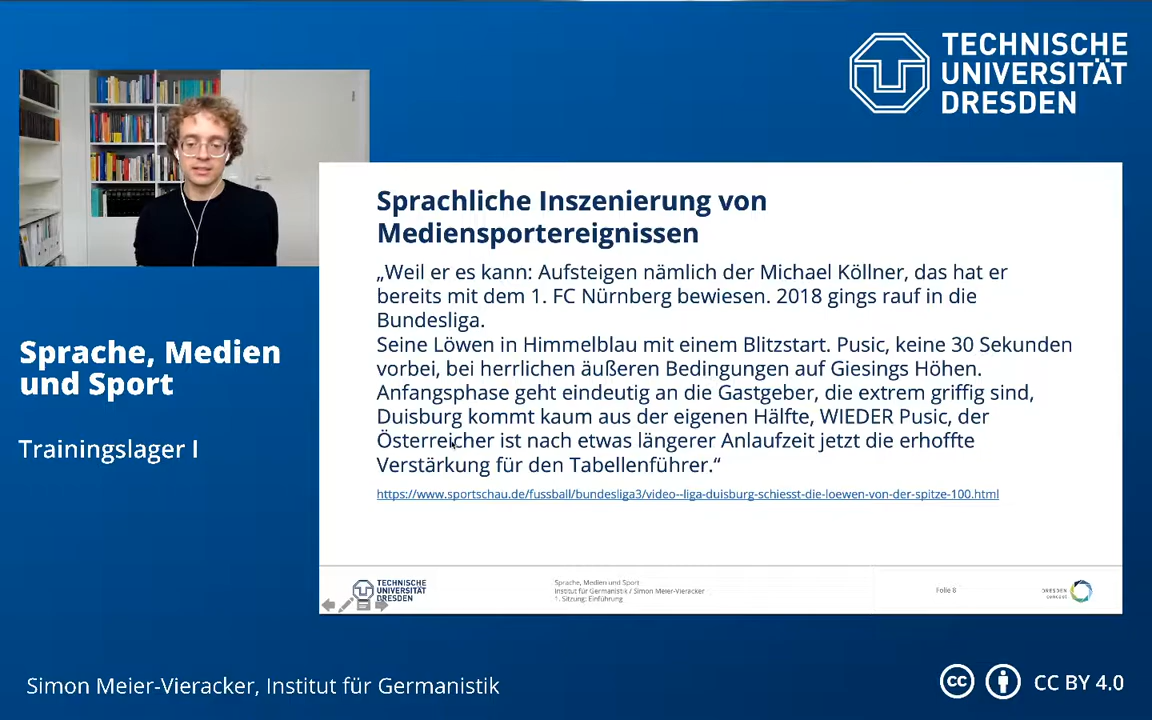 TECHNISCHE
UNIVERSITÄT
DRESDEN
Sprache, Medien
und Sport
Trainingslager I
Sprachliche Inszenierung von
Mediensportereignissen
„Weil er es kann: Aufsteigen nämlich der Michael Köllner, das hat er
bereits mit dem 1. FC Nürnberg bewiesen. 2018 gings rauf in die
Bundesliga.
Seine Löwen in Himmelblau mit einem Blitzstart. Pusic, keine 30 Sekunden
vorbei, bei herrlichen äußeren Bedingungen auf Giesings Höhen.
Anfangsphase geht eindeutig an die Gastgeber, die extrem griffig sind,
Duisburg kommt kaum aus der eigenen Hälfte, WIEDER Pusic, der
Österreicher ist nach etwas längerer Anlaufzeit jetzt die erhoffte
Verstärkung für den Tabellenführer.“
https://www.sportschau.de/fussball/bundesliga3/video--liga-duisburg-schiesst-die-loewen-von-der-spitze-100.html
TECHNISCHE
UNIVERSITÄT
DRESDEN
Sprache, Medien und Sport
Institut für Germanistik / Simon Meier-Vieracker
1. Sitzung: Einführung
Folie 8
DRESDEN
concept
Simon Meier-Vieracker, Institut für Germanistik
cc
CC BY 4.0